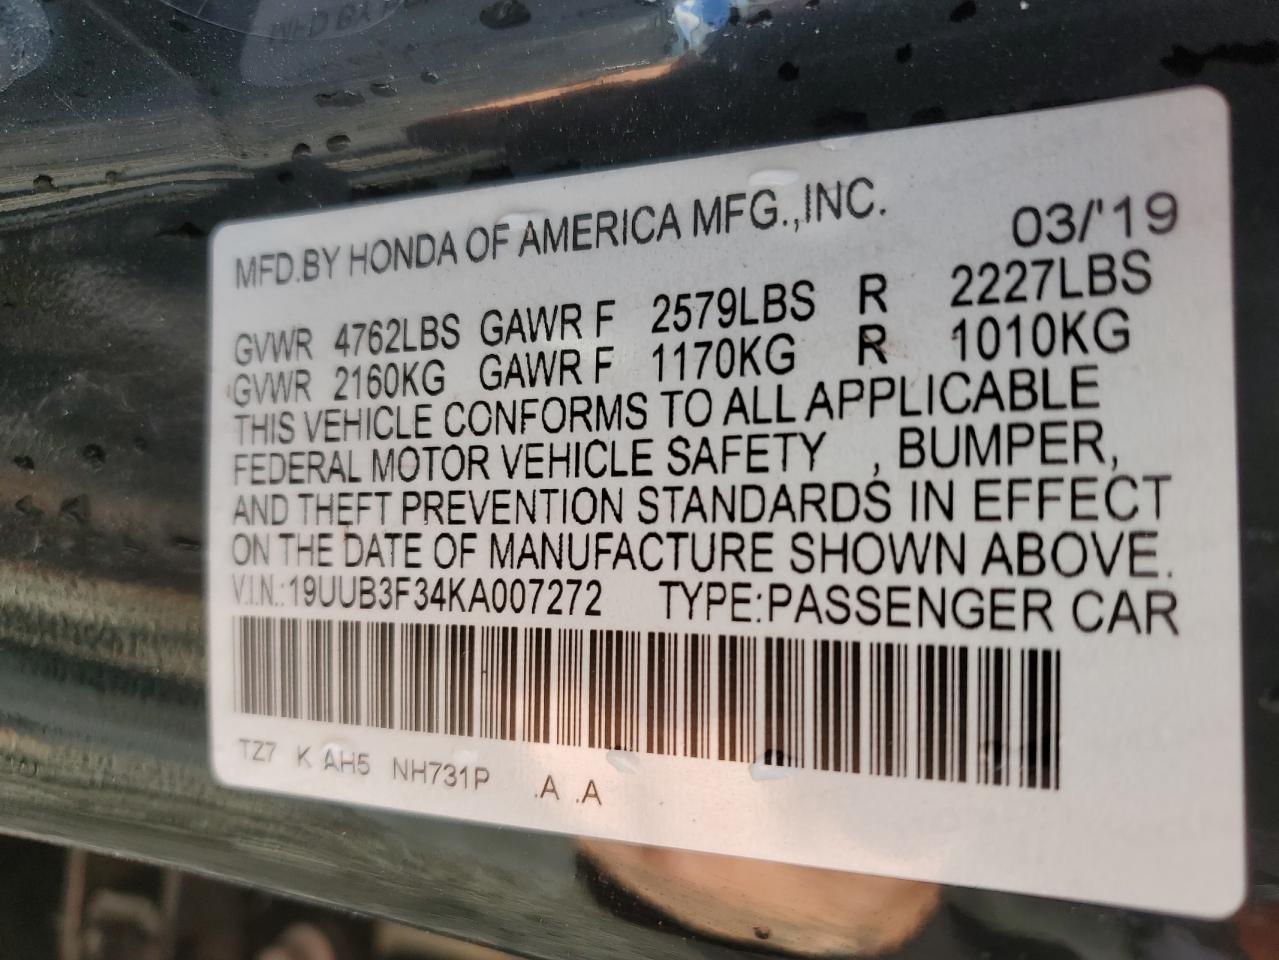 MFD.BY HONDA OF AMERICA MFG.,INC. 03/'19
GVWR 4762LBS GAWR F 2579LBS R 2227LBS
GVWR 2160KG GAWR F 1170KG R 1010KG
THIS VEHICLE CONFORMS TO ALL APPLICABLE
FEDERAL MOTOR VEHICLE SAFETY , BUMPER,
AND THEFT PREVENTION STANDARDS IN EFFECT
ON THE DATE OF MANUFACTURE SHOWN ABOVE.
V.I.N.:19UUB3F34KA007272 TYPE:PASSENGER CAR
TZ7 K AH5 NH731P .A .A